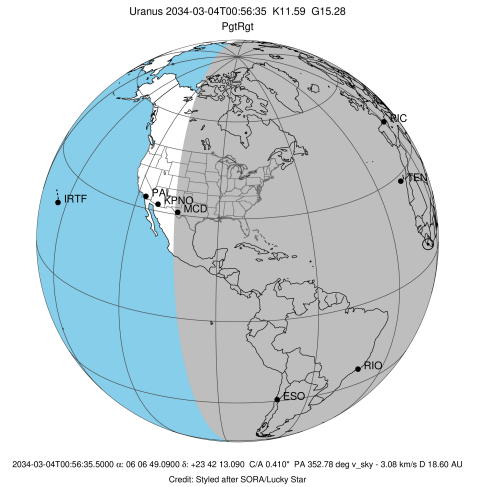 Uranus 2034-03-04T00:56:35  K11.59  G15.28
PgtRgt
RIC
TEN
PAL
IRTF
KPNO
MCD
RIO
ESO
2034-03-04T00:56:35.5000 α: 06 06 49.0900 δ: +23 42 13.090  C/A 0.410"  PA 352.78 deg v_sky - 3.08 km/s D 18.60 AU
Credit: Styled after SORA/Lucky Star